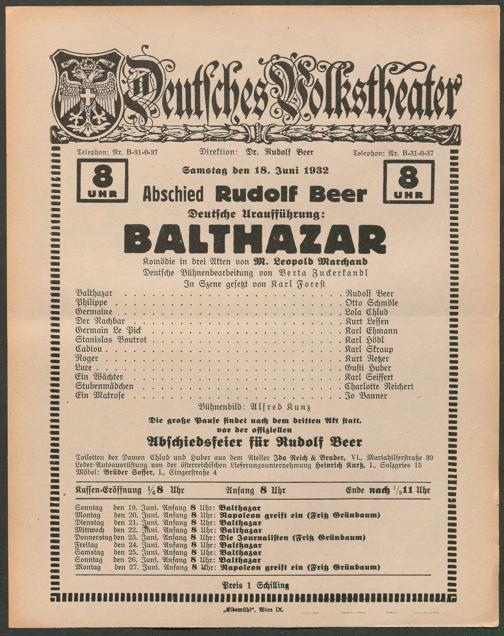 Deutsches Volkstheater
Telephon: Nr. B-31-0-37 Direktion: Dr. Rudolf Beer Telephon: Nr. B-31-0-37
8 UHR Samstag den 18. Juni 1932 8 UHR
Abschied Rudolf Beer
Deutsche Uraufführung:
BALTHAZAR
Komödie in drei Akten von M. Leopold Marchand
Deutsche Bühnenbearbeitung von Berta Zuckerkandl
In Szene gesetzt von Karl Forest
Balthazar Rudolf Beer
Philippe Otto Schmöle
Germaine Lola Chlud
Der Nachbar Kurt Lessen
Germain Le Pick Karl Ehmann
Stanislas Boutrot Karl Hödl
Cadiou Karl Skraup
Roger Kurt Netzer
Luce Gusti Huber
Ein Wächter Karl Seiffert
Stubenmädchen Charlotte Reichert
Ein Matrose Jo Banner
Bühnenbild: Alfred Kunz
Die große Pause findet nach dem dritten Akt statt,
vor der offiziellen
Abschiedsfeier für Rudolf Beer
Toiletten der Damen Chlud und Huber aus dem Atelier Ida Reich & Bruder, VI., Mariahilferstraße 89
Leder-Autoausrüstung von der österreichischen Lieferungsunternehmung Heinrich Kurtz, I., Salzgries 15
Möbel: Brüder Soffer, I., Singerstraße 4
Kassen-Eröffnung ¼8 Uhr Anfang 8 Uhr Ende nach ½11 Uhr
Sonntag den 19. Juni. Anfang 8 Uhr: Balthazar
Montag den 20. Juni. Anfang 8 Uhr: Napoleon greift ein (Fritz Grünbaum)
Dienstag den 21. Juni. Anfang 8 Uhr: Balthazar
Mittwoch den 22. Juni. Anfang 8 Uhr: Balthazar
Donnerstag den 23. Juni. Anfang 8 Uhr: Die Journalisten (Fritz Grünbaum)
Freitag den 24. Juni. Anfang 8 Uhr: Balthazar
Samstag den 25. Juni. Anfang 8 Uhr: Balthazar
Sonntag den 26. Juni. Anfang 8 Uhr: Balthazar
Montag den 27. Juni. Anfang 8 Uhr: Napoleon greift ein (Fritz Grünbaum)
Preis 1 Schilling
„Elbemühl“, Wien IX.